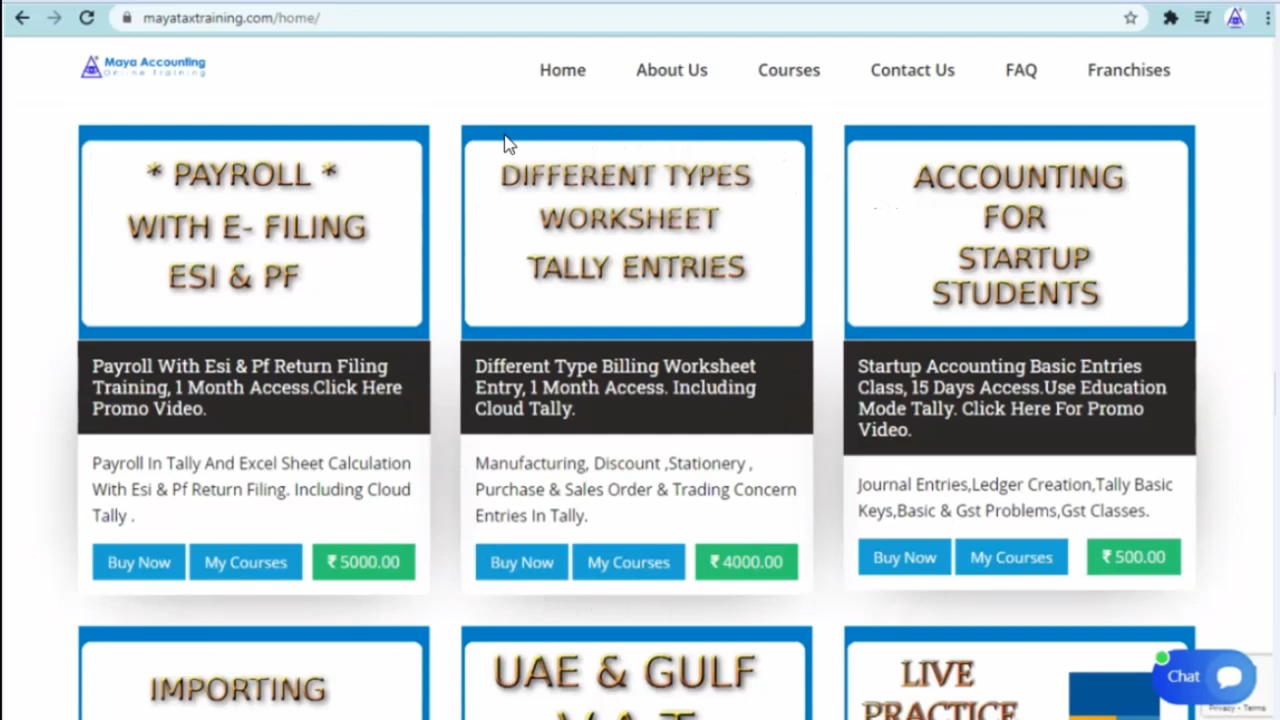 mayataxtraining.com/home/
Maya Accounting
Online Training
Home About Us Courses Contact Us FAQ Franchises
* PAYROLL *
WITH E- FILING
ESI & PF
Payroll With Esi & Pf Return Filing
Training, 1 Month Access.Click Here
Promo Video.
Payroll In Tally And Excel Sheet Calculation
With Esi & Pf Return Filing. Including Cloud
Tally .
Buy Now My Courses ₹ 5000.00
DIFFERENT TYPES
WORKSHEET
TALLY ENTRIES
Different Type Billing Worksheet
Entry, 1 Month Access. Including
Cloud Tally.
Manufacturing, Discount ,Stationery ,
Purchase & Sales Order & Trading Concern
Entries In Tally.
Buy Now My Courses ₹ 4000.00
ACCOUNTING
FOR
STARTUP
STUDENTS
Startup Accounting Basic Entries
Class, 15 Days Access.Use Education
Mode Tally. Click Here For Promo
Video.
Journal Entries,Ledger Creation,Tally Basic
Keys,Basic & Gst Problems,Gst Classes.
Buy Now My Courses ₹ 500.00
IMPORTING
UAE & GULF
VAT
LIVE
PRACTICE
Chat
Privacy - Terms